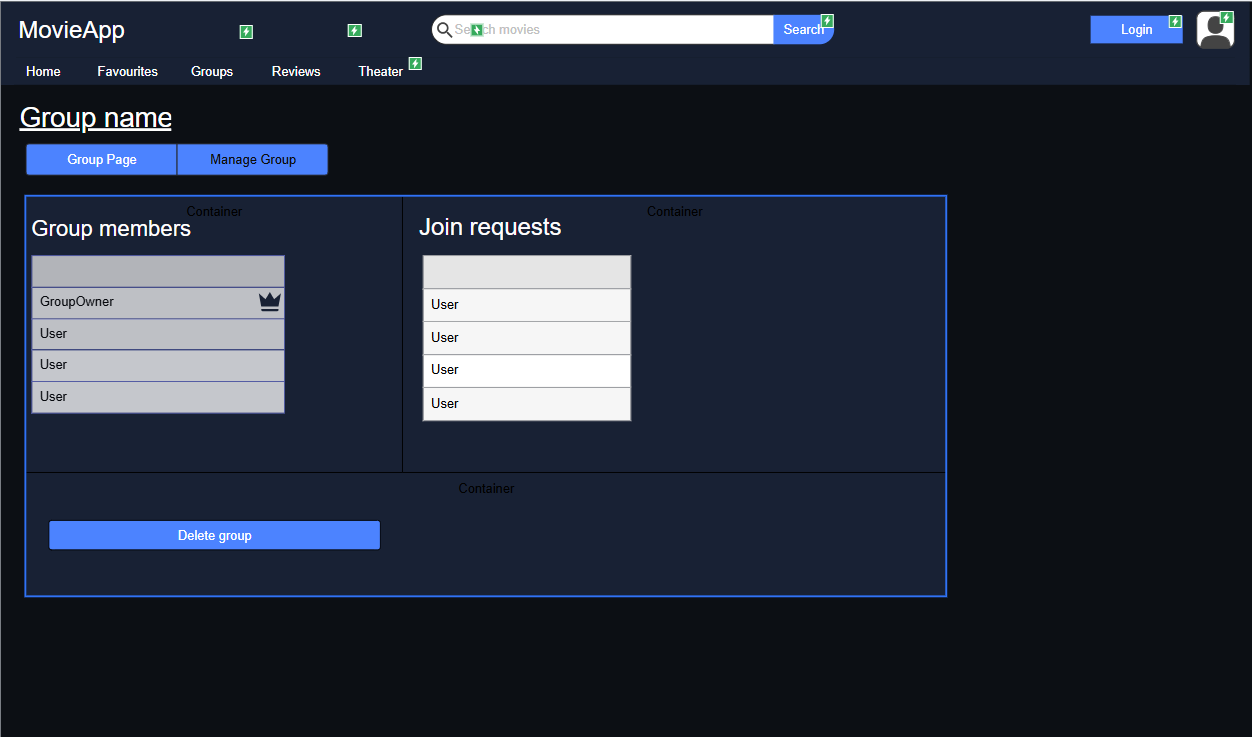 MovieApp
Search movies
Search
Login
Home Favourites Groups Reviews Theater
Group name
Group Page Manage Group
Container
Group members
GroupOwner
User
User
User
Container
Join requests
User
User
User
User
Container
Delete group